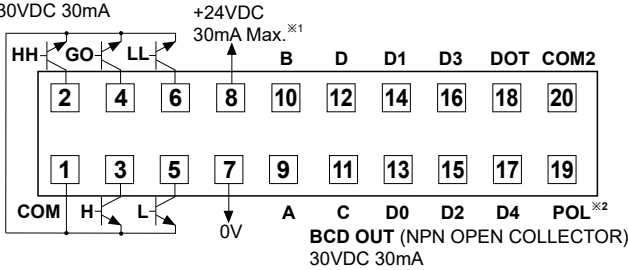 30VDC 30mA
+24VDC
30mA Max.※1
HH GO LL B D D1 D3 DOT COM2
2 4 6 8 10 12 14 16 18 20
1 3 5 7 9 11 13 15 17 19
COM H L 0V A C D0 D2 D4 POL※2
BCD OUT (NPN OPEN COLLECTOR)
30VDC 30mA